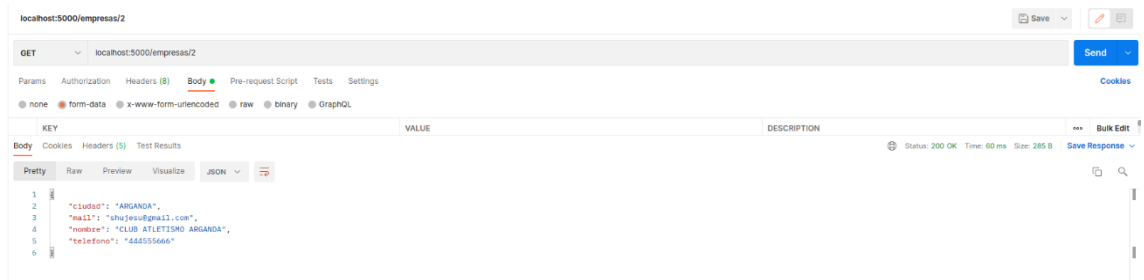 localhost:5000/empresas/2
Save
GET localhost:5000/empresas/2 Send
Params Authorization Headers (8) Body Pre-request Script Tests Settings Cookies
none form-data x-www-form-urlencoded raw binary GraphQL
KEY VALUE DESCRIPTION ooo Bulk Edit
Body Cookies Headers (5) Test Results Status: 200 OK Time: 60 ms Size: 285 B Save Response
Pretty Raw Preview Visualize JSON
1
2 "ciudad": "ARGANDA",
3 "mail": "shujesu@gmail.com",
4 "nombre": "CLUB ATLETISMO ARGANDA",
5 "telefono": "444555666"
6